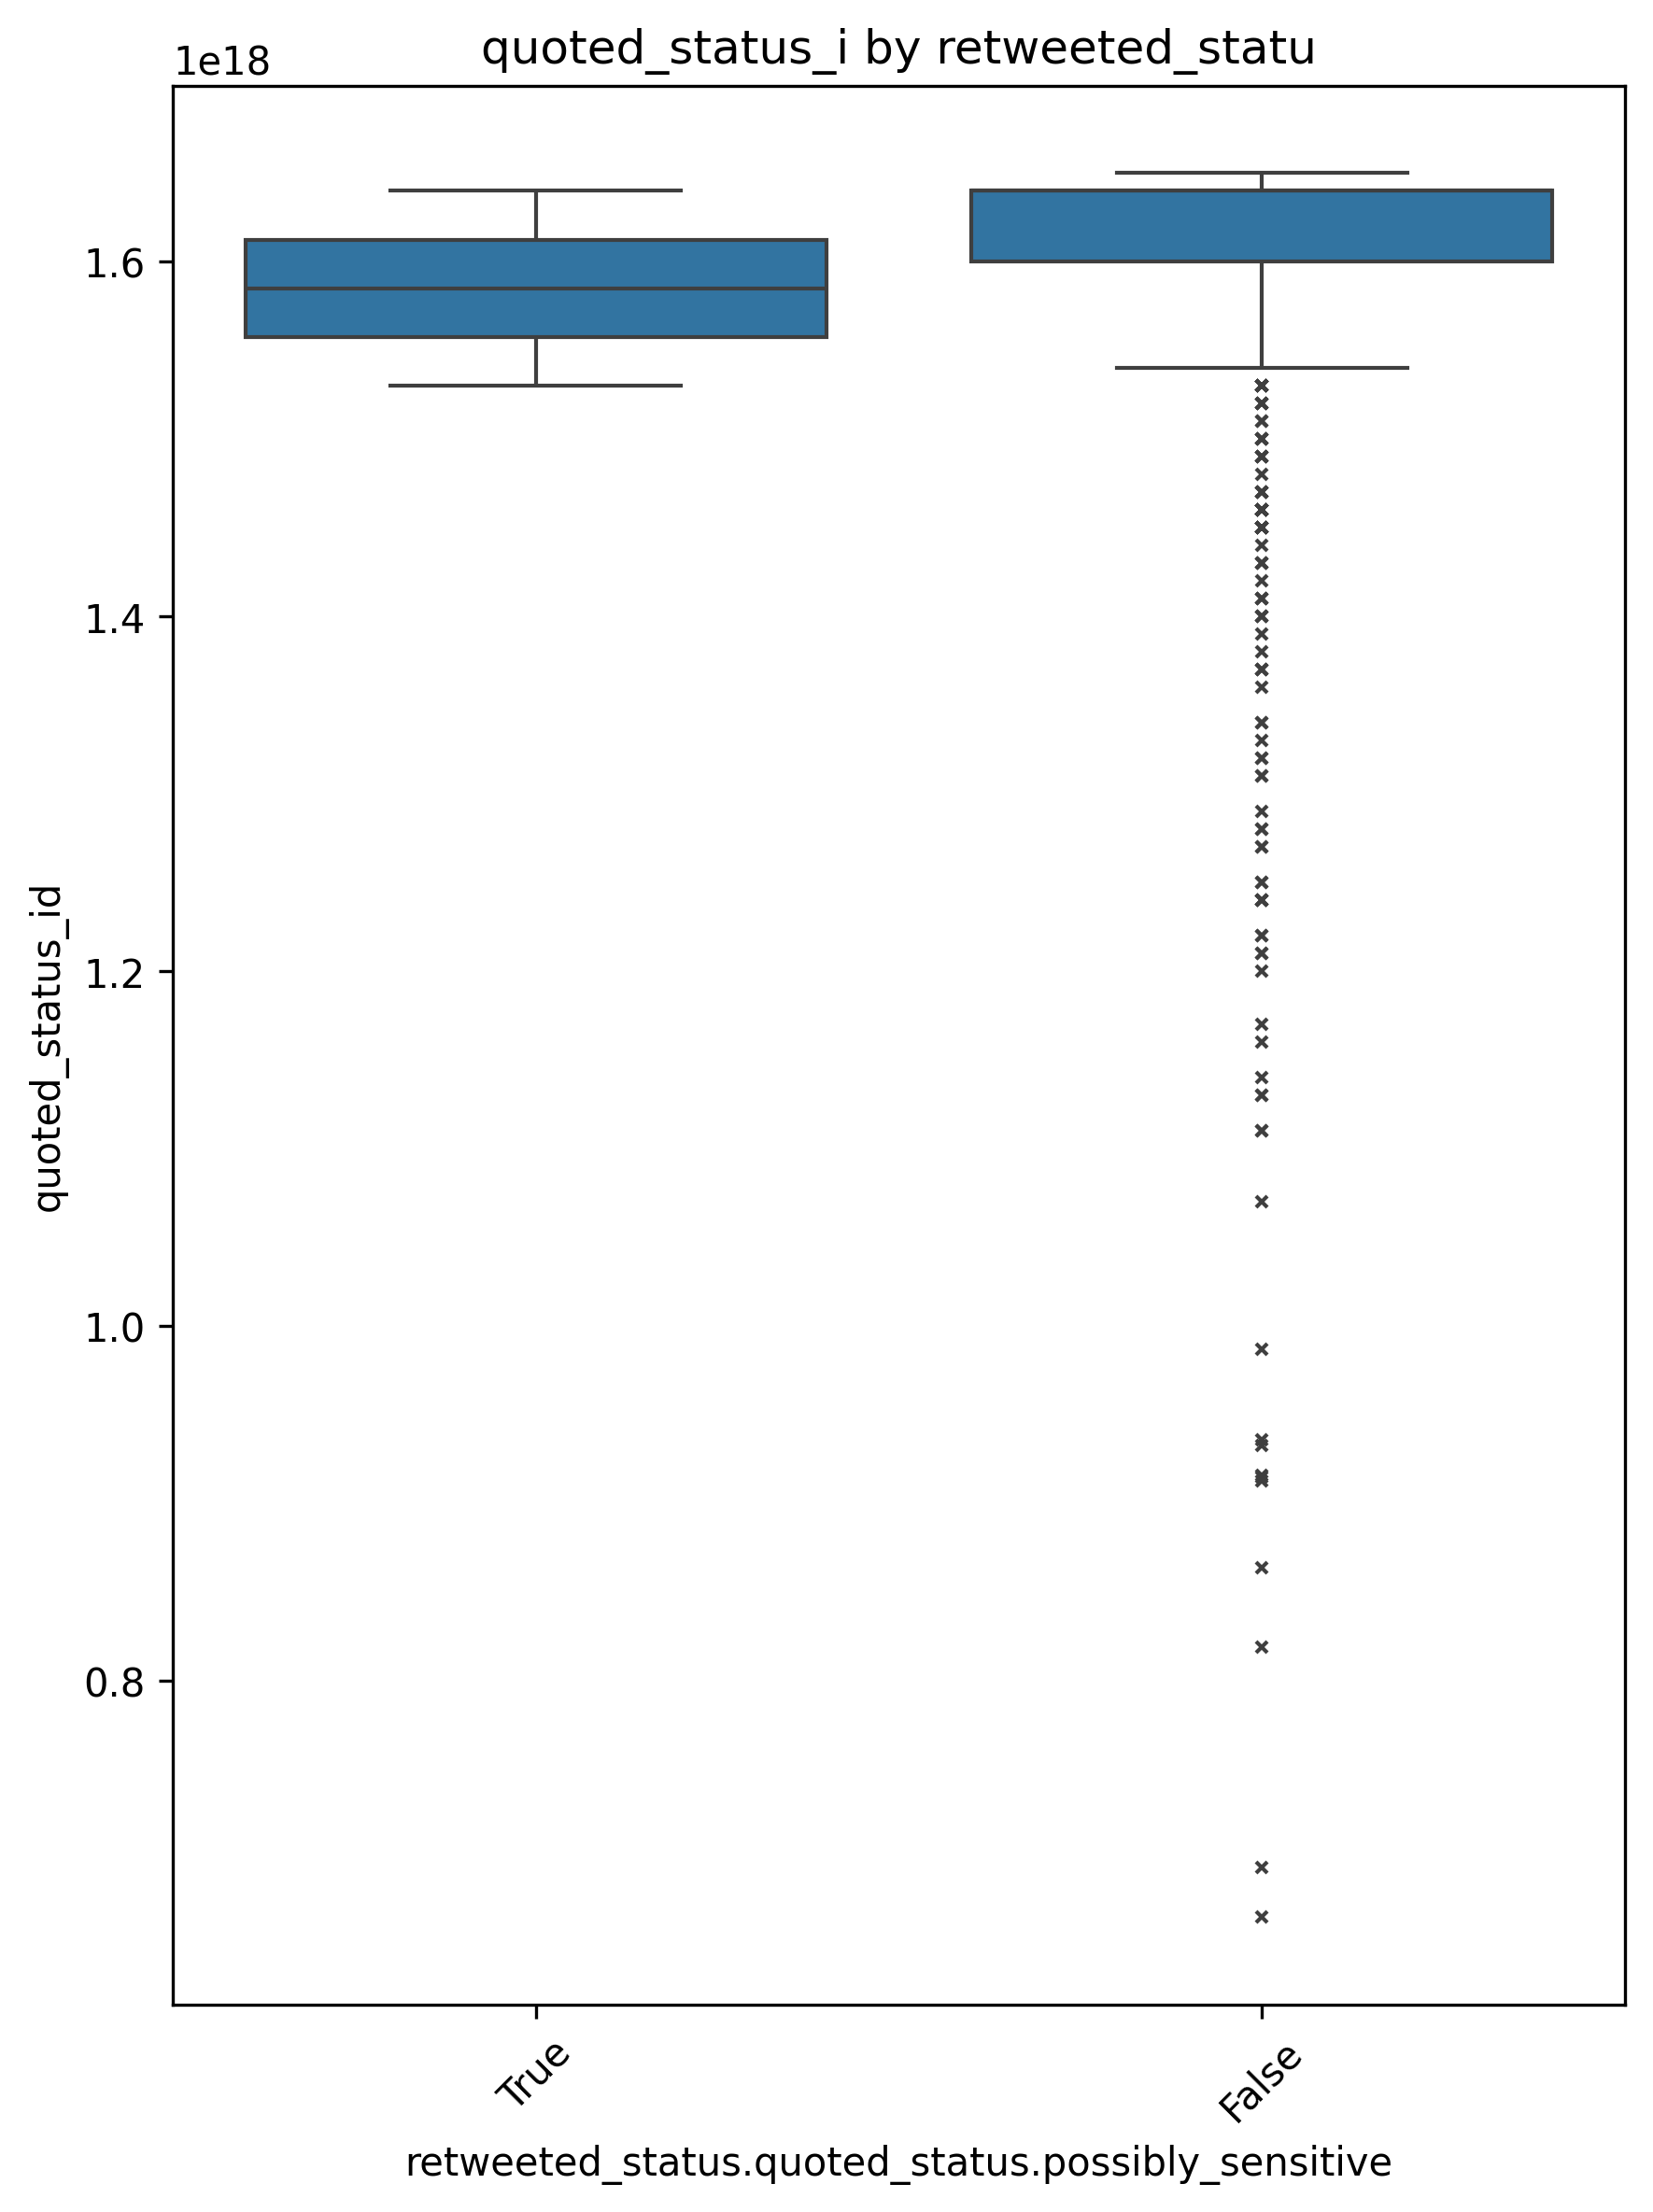 quoted_status_i by retweeted_statu
1e18
1.6
1.4
1.2
1.0
0.8
quoted_status_id
True
False
retweeted_status.quoted_status.possibly_sensitive